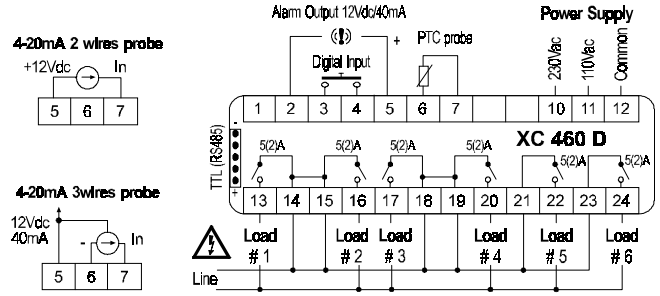 Alarm Output 12Vdc/40mA
Power Supply
4-20mA 2 wires probe
+12Vdc
In
5 6 7
+
PTC probe
Digital Input
230Vac
110Vac
Common
1 2 3 4 5 6 7 10 11 12
XC 460 D
TTL (RS485)
-
+
5(2)A 5(2)A 5(2)A 5(2)A 5(2)A 5(2)A
13 14 15 16 17 18 19 20 21 22 23 24
4-20mA 3wires probe
12Vdc
40mA
-
In
5 6 7
Load
# 1
Load
# 2
Load
# 3
Load
# 4
Load
# 5
Load
# 6
Line